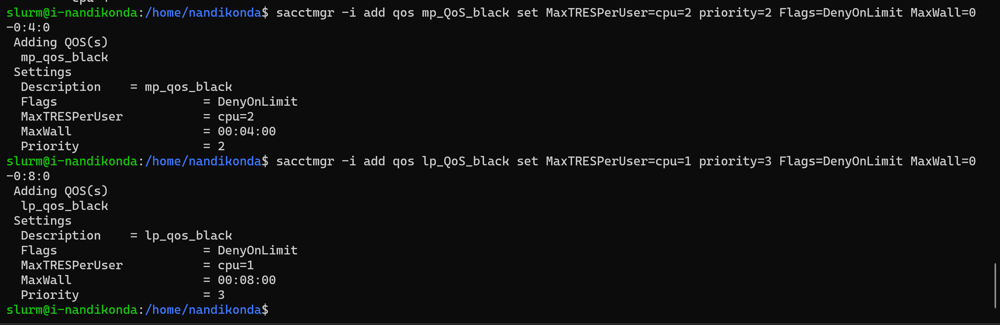 slurm@i-nandikonda:/home/nandikonda$ sacctmgr -i add qos mp_QoS_black set MaxTRESPerUser=cpu=2 priority=2 Flags=DenyOnLimit MaxWall=0
-0:4:0
 Adding QOS(s)
  mp_qos_black
 Settings
  Description    = mp_qos_black
  Flags                    = DenyOnLimit
  MaxTRESPerUser           = cpu=2
  MaxWall                  = 00:04:00
  Priority                 = 2
slurm@i-nandikonda:/home/nandikonda$ sacctmgr -i add qos lp_QoS_black set MaxTRESPerUser=cpu=1 priority=3 Flags=DenyOnLimit MaxWall=0
-0:8:0
 Adding QOS(s)
  lp_qos_black
 Settings
  Description    = lp_qos_black
  Flags                    = DenyOnLimit
  MaxTRESPerUser           = cpu=1
  MaxWall                  = 00:08:00
  Priority                 = 3
slurm@i-nandikonda:/home/nandikonda$